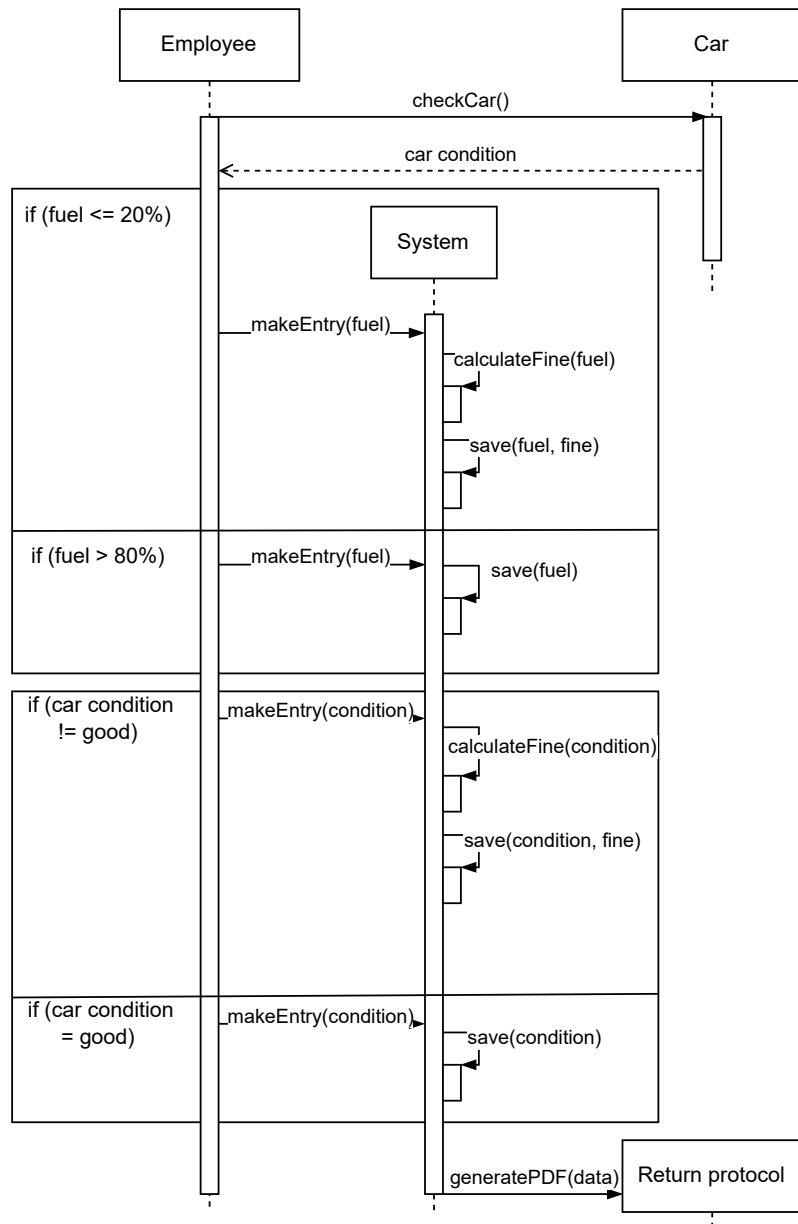 Employee
Car
checkCar()
car condition
if (fuel <= 20%)
System
makeEntry(fuel)
calculateFine(fuel)
save(fuel, fine)
if (fuel > 80%)
makeEntry(fuel)
save(fuel)
if (car condition
!= good)
makeEntry(condition)
calculateFine(condition)
save(condition, fine)
if (car condition
= good)
makeEntry(condition)
save(condition)
generatePDF(data)
Return protocol